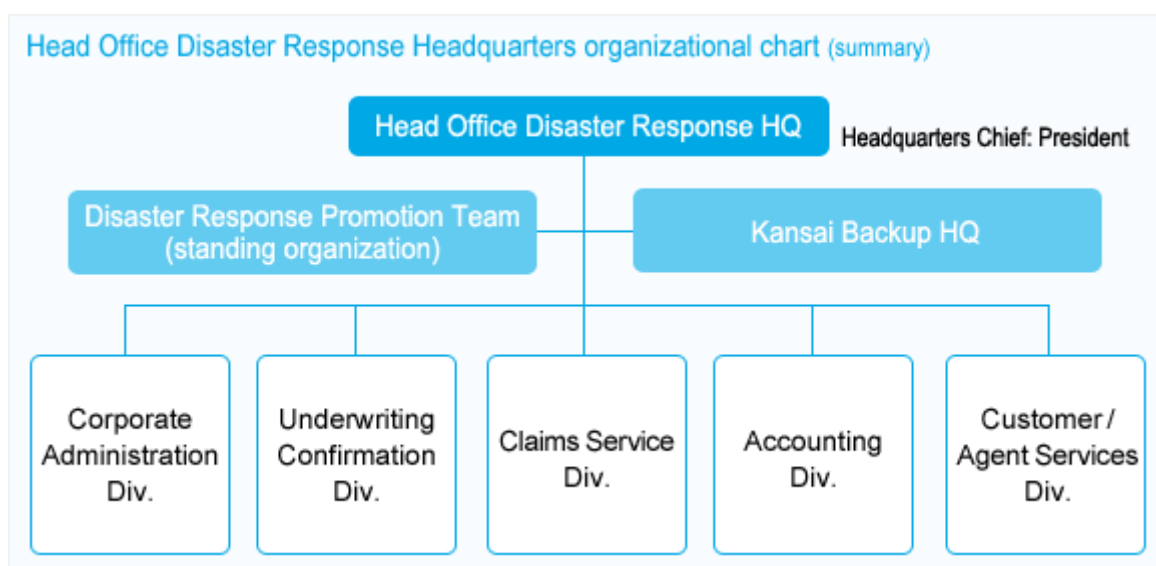 Head Office Disaster Response Headquarters organizational chart (summary)
Head Office Disaster Response HQ
Headquarters Chief: President
Disaster Response Promotion Team
(standing organization)
Kansai Backup HQ
Corporate
Administration
Div.
Underwriting
Confirmation
Div.
Claims Service
Div.
Accounting
Div.
Customer /
Agent Services
Div.